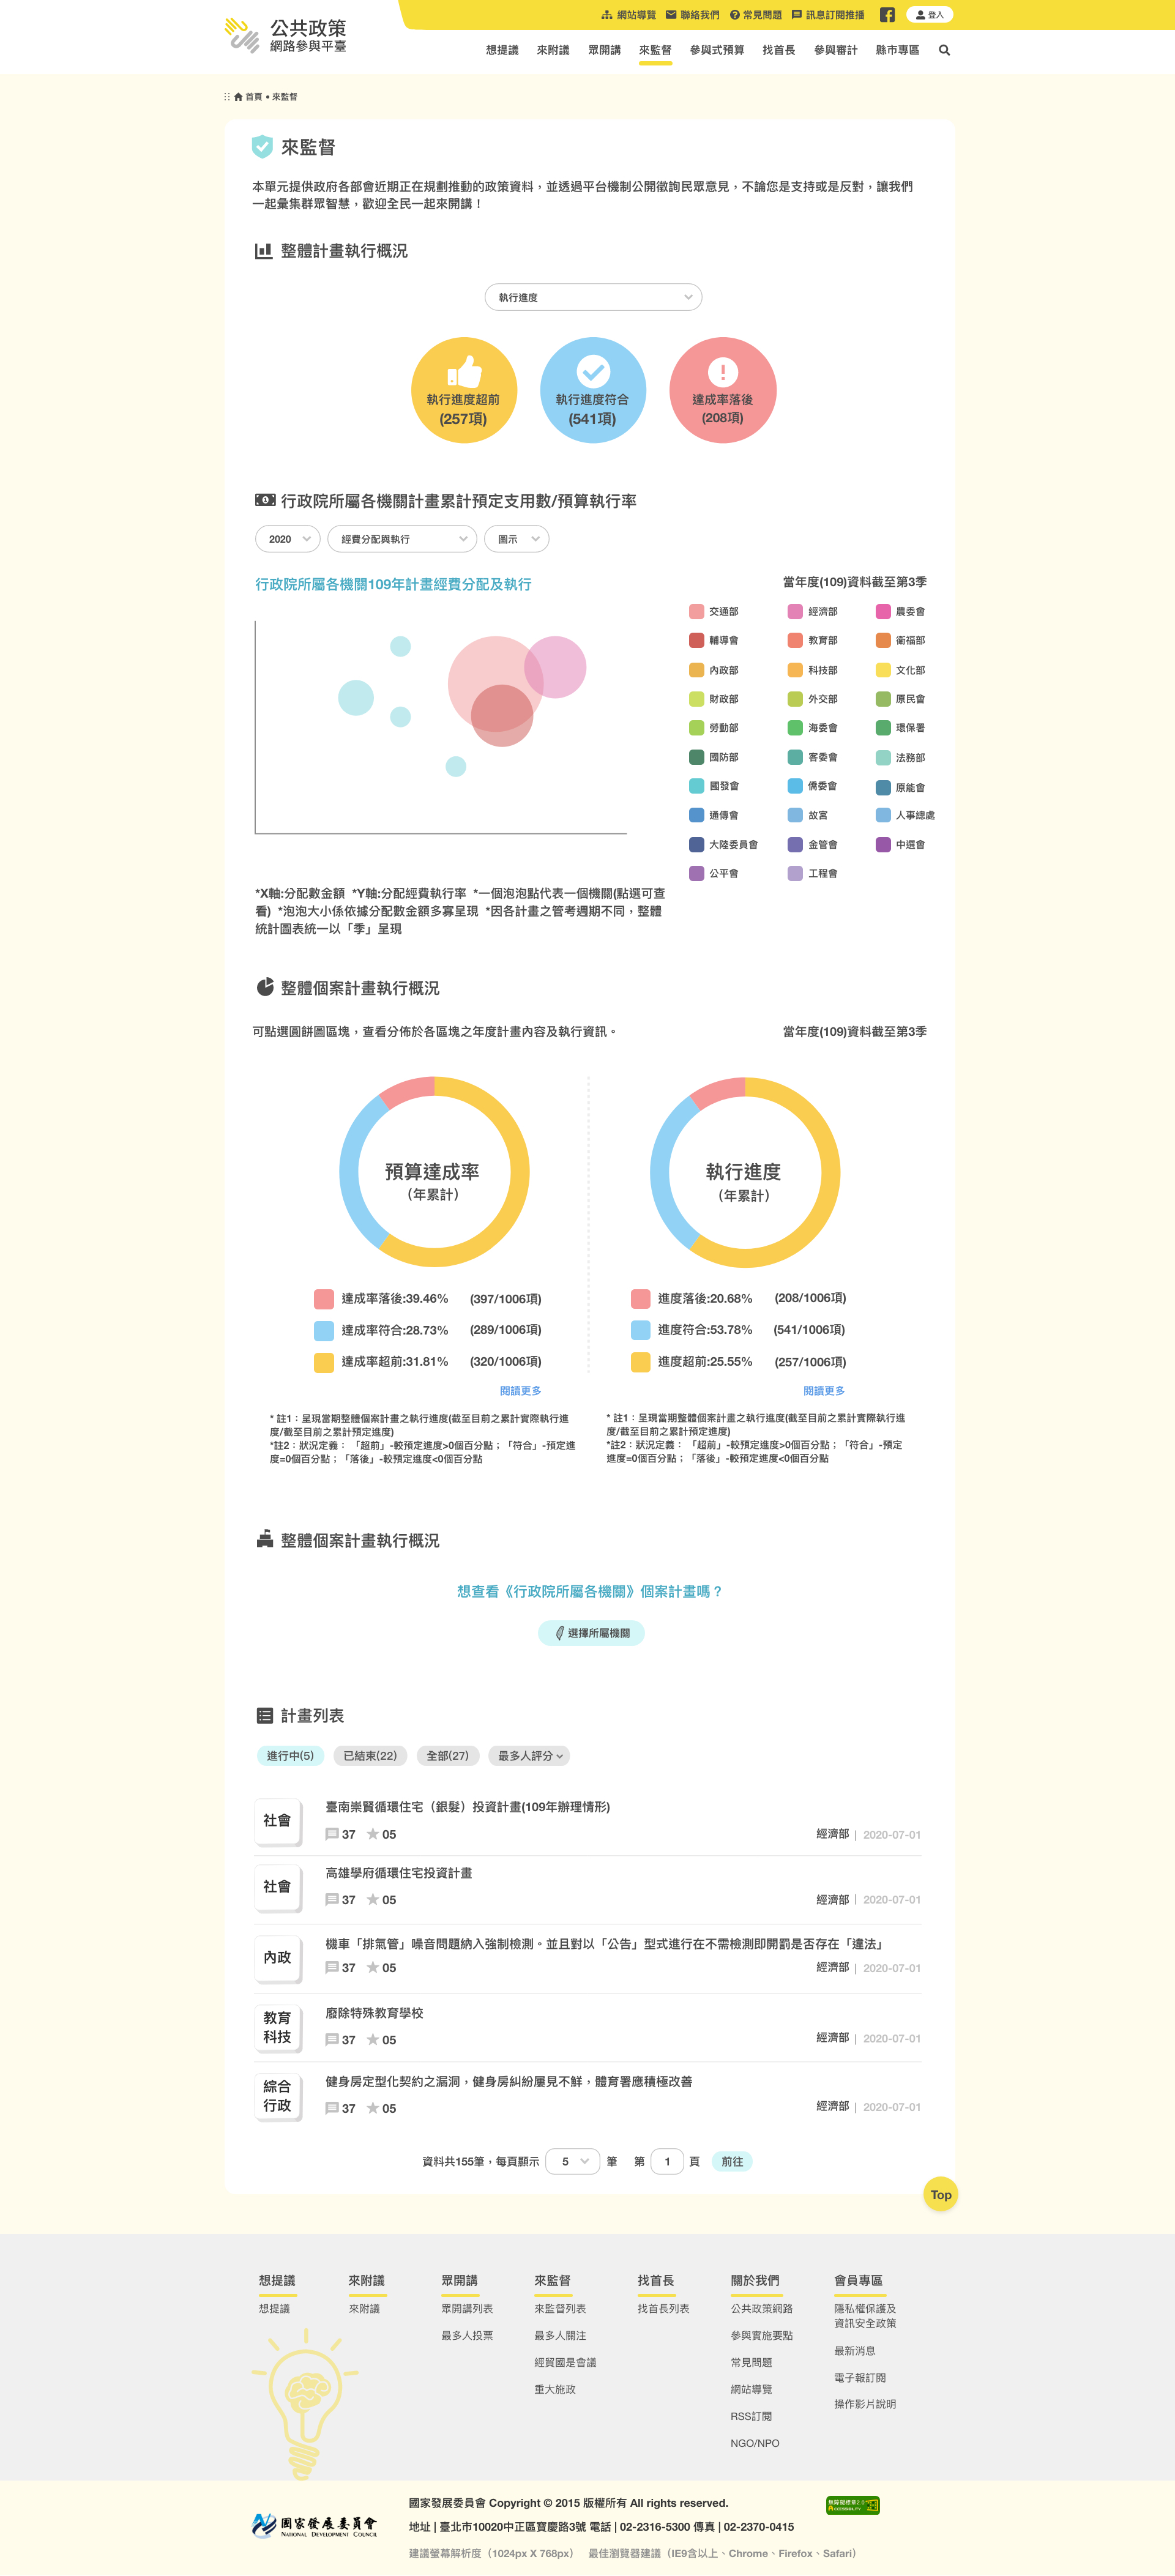 公共政策
網路參與平臺
網站導覽 聯絡我們 常見問題 訊息訂閱推播 登入
想提議 來附議 眾開講 來監督 參與式預算 找首長 參與審計 縣市專區
首頁 • 來監督
來監督
本單元提供政府各部會近期正在規劃推動的政策資料，並透過平台機制公開徵詢民眾意見，不論您是支持或是反對，讓我們
一起彙集群眾智慧，歡迎全民一起來開講！
整體計畫執行概況
執行進度
執行進度超前
(257項)
執行進度符合
(541項)
達成率落後
(208項)
行政院所屬各機關計畫累計預定支用數/預算執行率
2020 經費分配與執行 圖示
行政院所屬各機關109年計畫經費分配及執行
當年度(109)資料截至第3季
交通部 經濟部 農委會
輔導會 教育部 衛福部
內政部 科技部 文化部
財政部 外交部 原民會
勞動部 海委會 環保署
國防部 客委會 法務部
國發會 僑委會 原能會
通傳會 故宮 人事總處
大陸委員會 金管會 中選會
公平會 工程會
*X軸:分配數金額 *Y軸:分配經費執行率 *一個泡泡點代表一個機關(點選可查
看) *泡泡大小係依據分配數金額多寡呈現 *因各計畫之管考週期不同，整體
統計圖表統一以「季」呈現
整體個案計畫執行概況
可點選圓餅圖區塊，查看分佈於各區塊之年度計畫內容及執行資訊。
當年度(109)資料截至第3季
預算達成率
（年累計）
達成率落後:39.46% (397/1006項)
達成率符合:28.73% (289/1006項)
達成率超前:31.81% (320/1006項)
閱讀更多
* 註1：呈現當期整體個案計畫之執行進度(截至目前之累計實際執行進
度/截至目前之累計預定進度)
*註2：狀況定義： 「超前」-較預定進度>0個百分點；「符合」-預定進
度=0個百分點；「落後」-較預定進度<0個百分點
執行進度
（年累計）
進度落後:20.68% (208/1006項)
進度符合:53.78% (541/1006項)
進度超前:25.55% (257/1006項)
閱讀更多
* 註1：呈現當期整體個案計畫之執行進度(截至目前之累計實際執行進
度/截至目前之累計預定進度)
*註2：狀況定義： 「超前」-較預定進度>0個百分點；「符合」-預定
進度=0個百分點；「落後」-較預定進度<0個百分點
整體個案計畫執行概況
想查看《行政院所屬各機關》個案計畫嗎？
選擇所屬機關
計畫列表
進行中(5) 已結束(22) 全部(27) 最多人評分
社會
臺南崇賢循環住宅（銀髮）投資計畫(109年辦理情形)
37 05 經濟部 | 2020-07-01
社會
高雄學府循環住宅投資計畫
37 05 經濟部 | 2020-07-01
內政
機車「排氣管」噪音問題納入強制檢測。並且對以「公告」型式進行在不需檢測即開罰是否存在「違法」
37 05 經濟部 | 2020-07-01
教育
科技
廢除特殊教育學校
37 05 經濟部 | 2020-07-01
綜合
行政
健身房定型化契約之漏洞，健身房糾紛屢見不鮮，體育署應積極改善
37 05 經濟部 | 2020-07-01
資料共155筆，每頁顯示 5 筆 第 1 頁 前往
Top
想提議 來附議 眾開講 來監督 找首長 關於我們 會員專區
想提議
來附議
眾開講列表
最多人投票
來監督列表
最多人關注
經貿國是會議
重大施政
找首長列表
公共政策網路
參與實施要點
常見問題
網站導覽
RSS訂閱
NGO/NPO
隱私權保護及
資訊安全政策
最新消息
電子報訂閱
操作影片說明
國家發展委員會
NATIONAL DEVELOPMENT COUNCIL
國家發展委員會 Copyright © 2015 版權所有 All rights reserved.
地址 | 臺北市10020中正區寶慶路3號 電話 | 02-2316-5300 傳真 | 02-2370-0415
建議螢幕解析度（1024px X 768px） 最佳瀏覽器建議（IE9含以上、Chrome、Firefox、Safari）